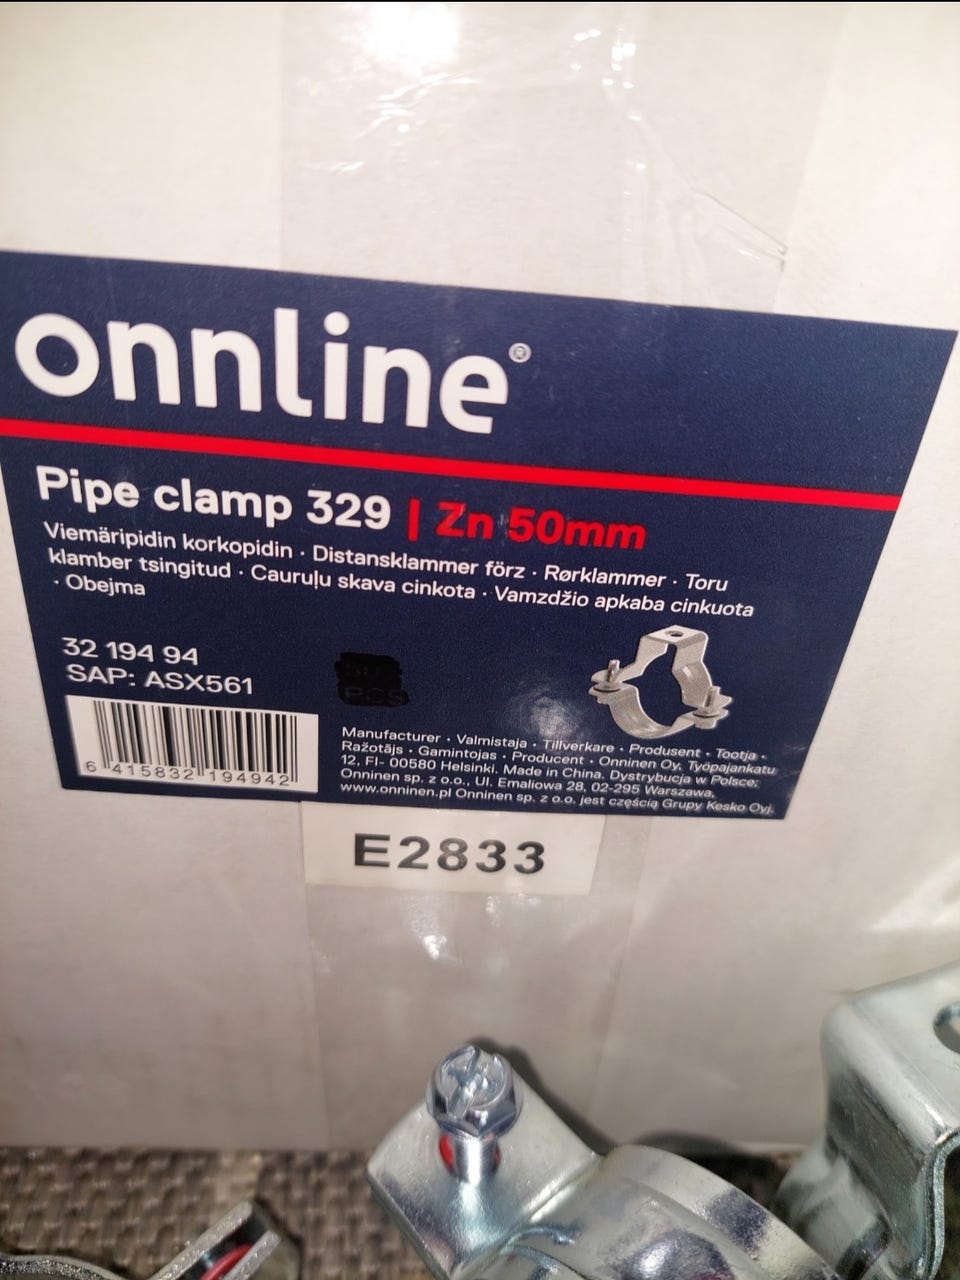 onnline®
Pipe clamp 329 | Zn 50mm
Viemäripidin korkopidin · Distansklammer förz · Rørklammer · Toru
klamber tsingitud · Cauruļu skava cinkota · Vamzdžio apkaba cinkuota
· Obejma
32 194 94
SAP: ASX561
PCS
6 415832 194942
Manufacturer · Valmistaja · Tillverkare · Produsent · Tootja ·
Ražotājs · Gamintojas · Producent · Onninen Oy. Työpajankatu
12, FI- 00580 Helsinki. Made in China. Dystrybucja w Polsce:
Onninen sp. z o.o., Ul. Emaliowa 28, 02-295 Warszawa,
www.onninen.pl Onninen sp. z o.o. jest częścią Grupy Kesko Oyj.
E2833